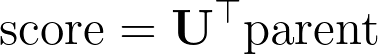 score = U⊤parent